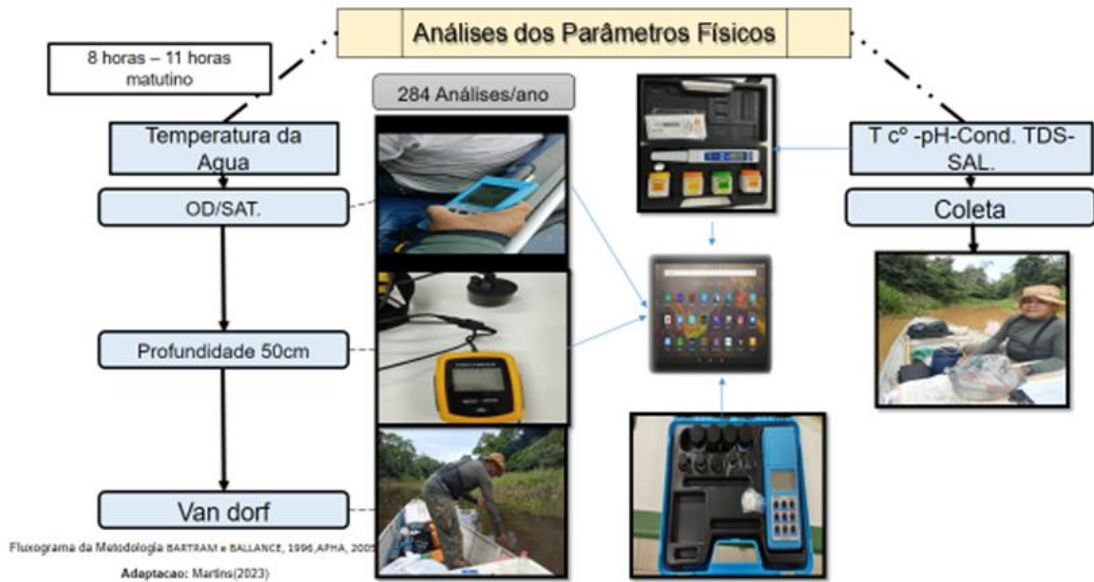 Análises dos Parâmetros Físicos
8 horas – 11 horas
matutino
284 Análises/ano
Temperatura da
Agua
T cº -pH-Cond. TDS-
SAL.
OD/SAT.
Coleta
Profundidade 50cm
Van dorf
Fluxograma da Metodologia BARTRAM e BALLANCE, 1996,APHA, 2005
Adaptacao: Martins(2023)